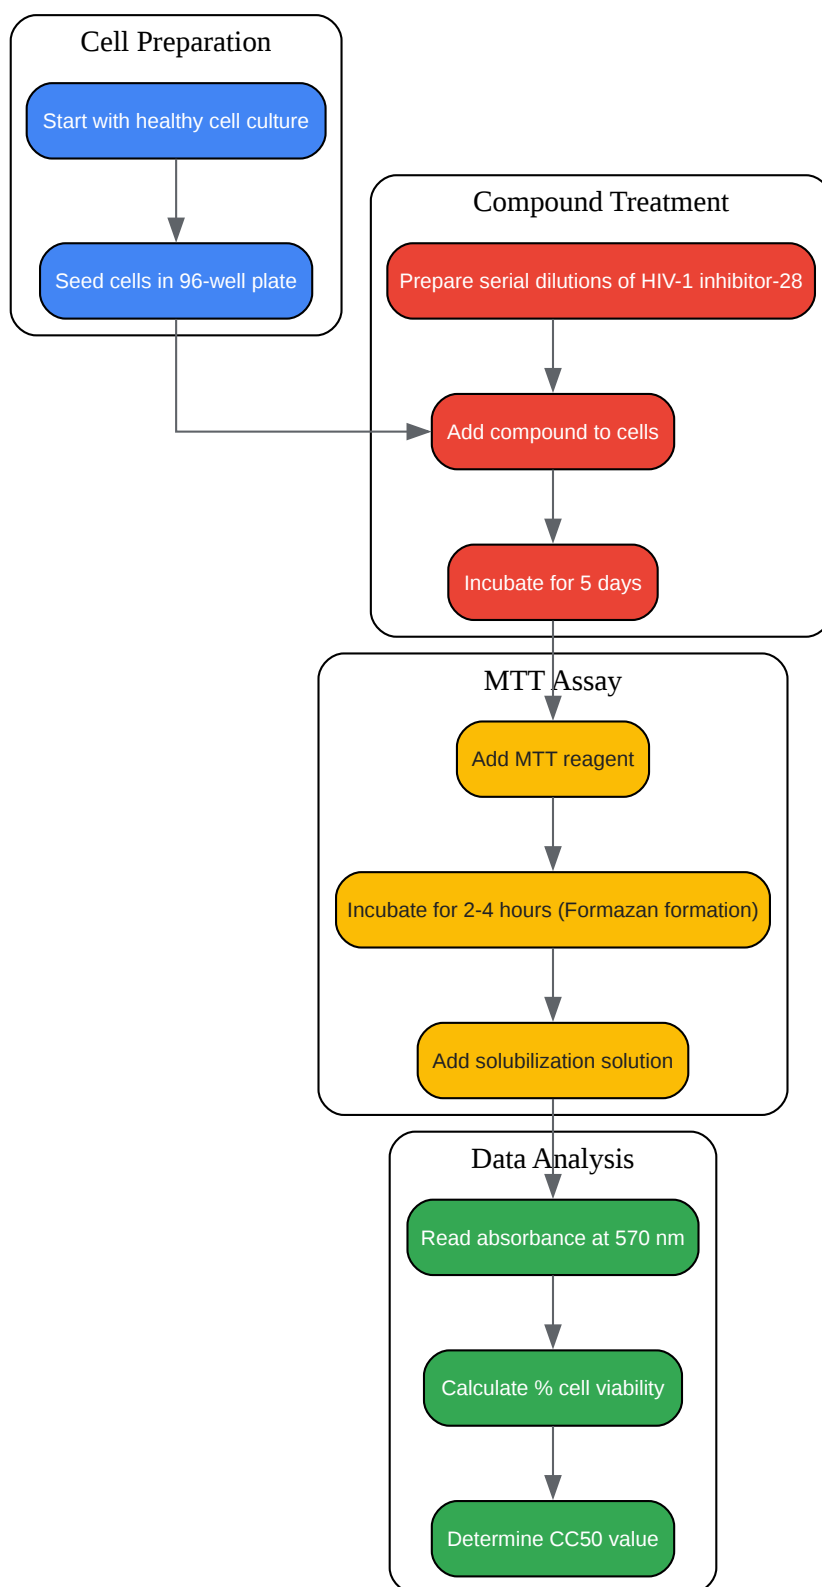 Cell Preparation
Start with healthy cell culture
Seed cells in 96-well plate
Compound Treatment
Prepare serial dilutions of HIV-1 inhibitor-28
Add compound to cells
Incubate for 5 days
MTT Assay
Add MTT reagent
Incubate for 2-4 hours (Formazan formation)
Add solubilization solution
Data Analysis
Read absorbance at 570 nm
Calculate % cell viability
Determine CC50 value